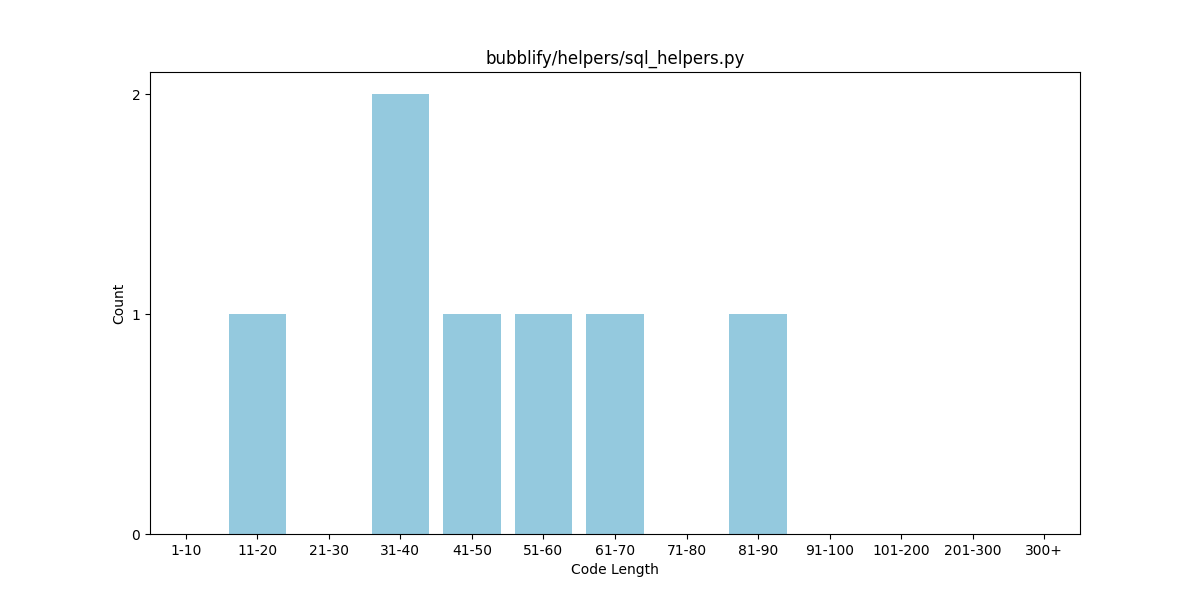 bubblify/helpers/sql_helpers.py
Count
2
1
0
1-10 11-20 21-30 31-40 41-50 51-60 61-70 71-80 81-90 91-100 101-200 201-300 300+
Code Length